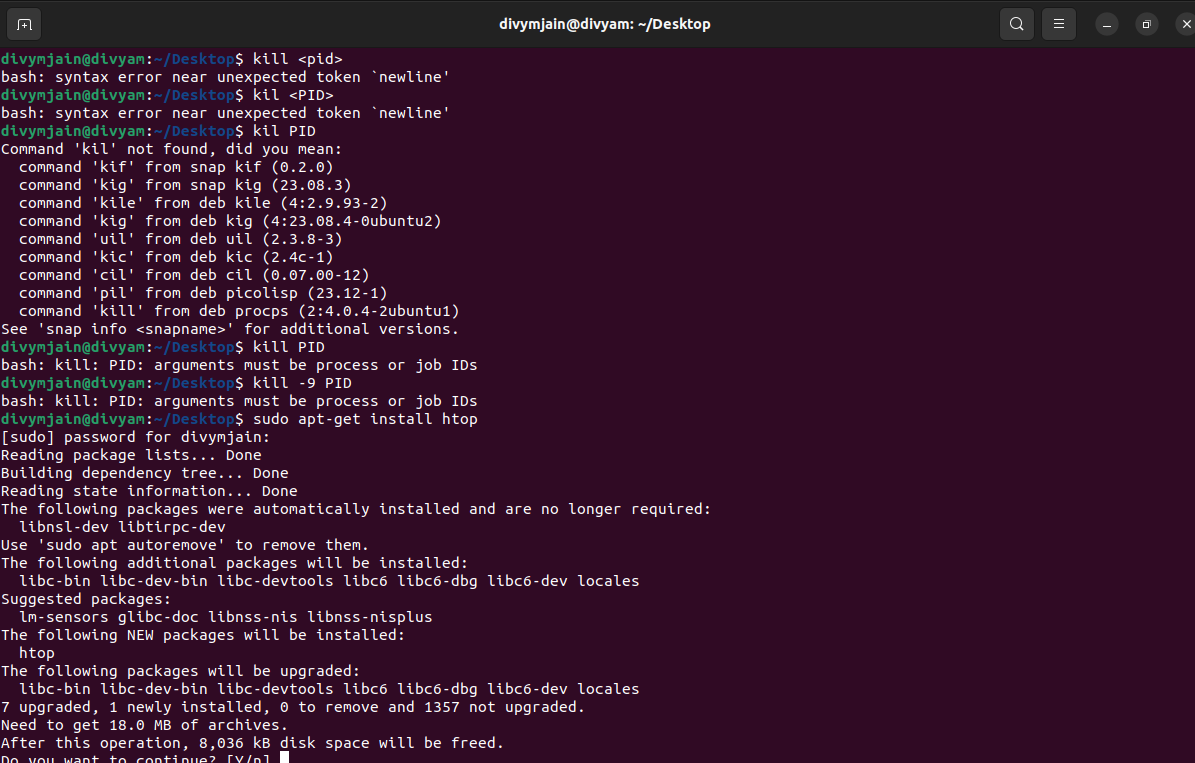 divymjain@divyam: ~/Desktop
divymjain@divyam:~/Desktop$ kill <pid>
bash: syntax error near unexpected token `newline'
divymjain@divyam:~/Desktop$ kil <PID>
bash: syntax error near unexpected token `newline'
divymjain@divyam:~/Desktop$ kil PID
Command 'kil' not found, did you mean:
  command 'kif' from snap kif (0.2.0)
  command 'kig' from snap kig (23.08.3)
  command 'kile' from deb kile (4:2.9.93-2)
  command 'kig' from deb kig (4:23.08.4-0ubuntu2)
  command 'uil' from deb uil (2.3.8-3)
  command 'kic' from deb kic (2.4c-1)
  command 'cil' from deb cil (0.07.00-12)
  command 'pil' from deb picolisp (23.12-1)
  command 'kill' from deb procps (2:4.0.4-2ubuntu1)
See 'snap info <snapname>' for additional versions.
divymjain@divyam:~/Desktop$ kill PID
bash: kill: PID: arguments must be process or job IDs
divymjain@divyam:~/Desktop$ kill -9 PID
bash: kill: PID: arguments must be process or job IDs
divymjain@divyam:~/Desktop$ sudo apt-get install htop
[sudo] password for divymjain:
Reading package lists... Done
Building dependency tree... Done
Reading state information... Done
The following packages were automatically installed and are no longer required:
  libnsl-dev libtirpc-dev
Use 'sudo apt autoremove' to remove them.
The following additional packages will be installed:
  libc-bin libc-dev-bin libc-devtools libc6 libc6-dbg libc6-dev locales
Suggested packages:
  lm-sensors glibc-doc libnss-nis libnss-nisplus
The following NEW packages will be installed:
  htop
The following packages will be upgraded:
  libc-bin libc-dev-bin libc-devtools libc6 libc6-dbg libc6-dev locales
7 upgraded, 1 newly installed, 0 to remove and 1357 not upgraded.
Need to get 18.0 MB of archives.
After this operation, 8,036 kB disk space will be freed.
Do you want to continue? [Y/n]